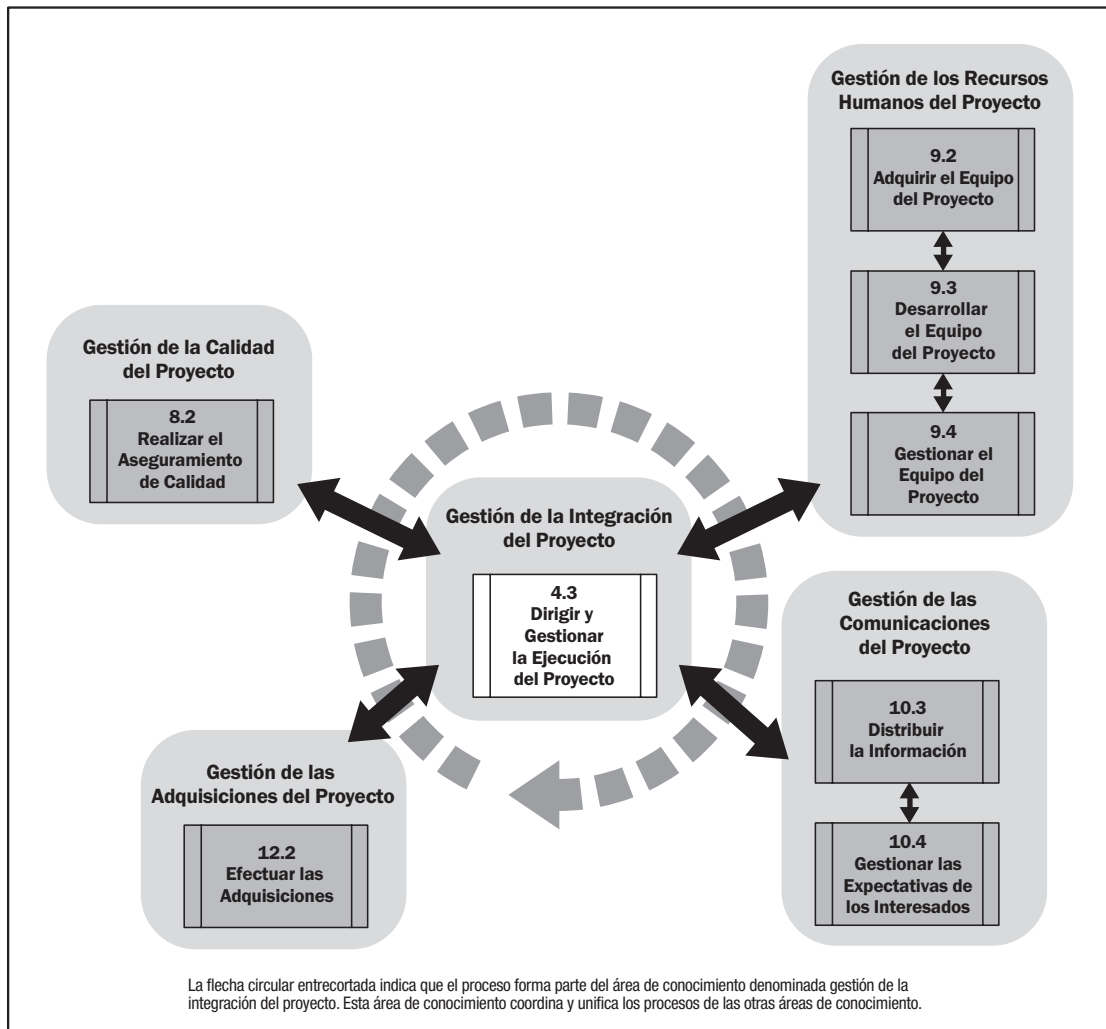 Gestión de los Recursos
Humanos del Proyecto
9.2
Adquirir el Equipo
del Proyecto
9.3
Desarrollar
el Equipo
del Proyecto
9.4
Gestionar el
Equipo del
Proyecto
Gestión de la Calidad
del Proyecto
8.2
Realizar el
Aseguramiento
de Calidad
Gestión de la Integración
del Proyecto
4.3
Dirigir y
Gestionar
la Ejecución
del Proyecto
Gestión de las
Comunicaciones
del Proyecto
10.3
Distribuir
la Información
10.4
Gestionar las
Expectativas de
los Interesados
Gestión de las
Adquisiciones del Proyecto
12.2
Efectuar las
Adquisiciones
La flecha circular entrecortada indica que el proceso forma parte del área de conocimiento denominada gestión de la
integración del proyecto. Esta área de conocimiento coordina y unifica los procesos de las otras áreas de conocimiento.